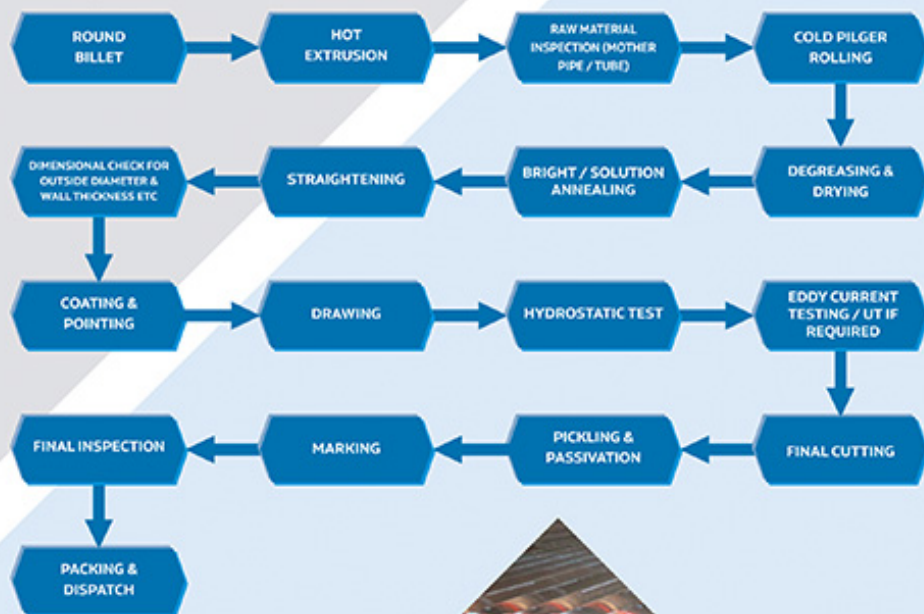 ROUND
BILLET
HOT
EXTRUSION
RAW MATERIAL
INSPECTION (MOTHER
PIPE / TUBE)
COLD PILGER
ROLLING
DEGREASING &
DRYING
BRIGHT / SOLUTION
ANNEALING
STRAIGHTENING
DIMENSIONAL CHECK FOR
OUTSIDE DIAMETER &
WALL THICKNESS ETC
COATING &
POINTING
DRAWING
HYDROSTATIC TEST
EDDY CURRENT
TESTING / UT IF
REQUIRED
FINAL CUTTING
PICKLING &
PASSIVATION
MARKING
FINAL INSPECTION
PACKING &
DISPATCH